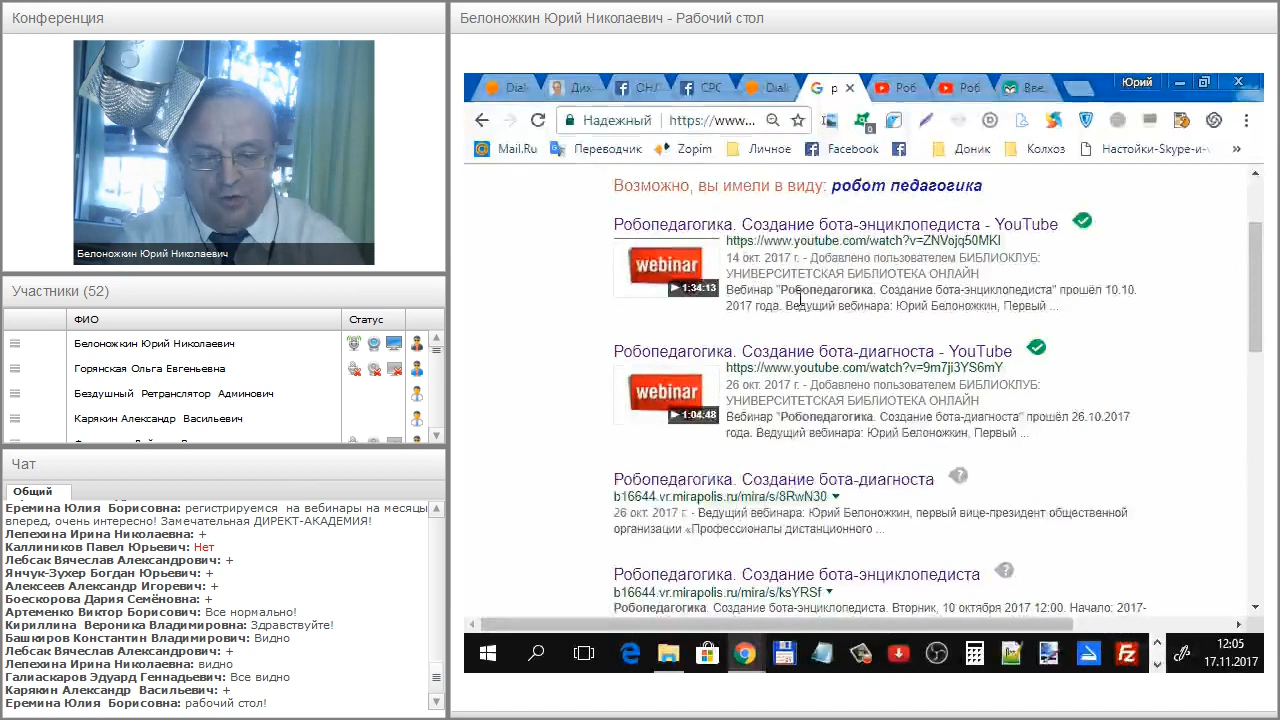 Конференция
Белоножкин Юрий Николаевич
Участники (52)
ФИО
Статус
Белоножкин Юрий Николаевич
Горянская Ольга Евгеньевна
Бездушный Ретранслятор Админович
Карякин Александр Васильевич
Чат
Общий
Еремина Юлия Борисовна: регистрируемся на вебинары на месяцы
вперед, очень интересно! Замечательная ДИРЕКТ-АКАДЕМИЯ!
Лепехина Ирина Николаевна: +
Каллиников Павел Юрьевич: Нет
Лебсак Вячеслав Александрович: +
Янчук-Зухер Богдан Юрьевич: +
Алексеев Александр Игоревич: +
Боескорова Дария Семёновна: +
Артеменко Виктор Борисович: Все нормально!
Кириллина Вероника Владимировна: Здравствуйте!
Башкиров Константин Владимирович: Видно
Лебсак Вячеслав Александрович: +
Лепехина Ирина Николаевна: видно
Галиаскаров Эдуард Геннадьевич: Все видно
Карякин Александр Васильевич: +
Еремина Юлия Борисовна: рабочий стол!
Белоножкин Юрий Николаевич - Рабочий стол
Dial Дих ОНЛ СРС Dial р Роб Роб Вве Юрий
Надежный https://www...
0
Mail.Ru Переводчик Zopim Личное Facebook Доник Колхоз Настойки-Skype-и- »
Возможно, вы имели в виду: робот педагогика
Робопедагогика. Создание бота-энциклопедиста - YouTube
https://www.youtube.com/watch?v=ZNVojq50MKI
14 окт. 2017 г. - Добавлено пользователем БИБЛИОКЛУБ:
УНИВЕРСИТЕТСКАЯ БИБЛИОТЕКА ОНЛАЙН
webinar
1:34:13
Вебинар "Робопедагогика. Создание бота-энциклопедиста" прошёл 10.10.
2017 года. Ведущий вебинара: Юрий Белоножкин, Первый ...
Робопедагогика. Создание бота-диагноста - YouTube
https://www.youtube.com/watch?v=9m7ji3YS6mY
26 окт. 2017 г. - Добавлено пользователем БИБЛИОКЛУБ:
УНИВЕРСИТЕТСКАЯ БИБЛИОТЕКА ОНЛАЙН
webinar
1:04:48
Вебинар "Робопедагогика. Создание бота-диагноста" прошёл 26.10.2017
года. Ведущий вебинара: Юрий Белоножкин, Первый ...
Робопедагогика. Создание бота-диагноста
b16644.vr.mirapolis.ru/mira/s/8RwN30
26 окт. 2017 г. - Ведущий вебинара: Юрий Белоножкин, первый вице-президент общественной
организации «Профессионалы дистанционного ...
Робопедагогика. Создание бота-энциклопедиста
b16644.vr.mirapolis.ru/mira/s/ksYRSf
Робопедагогика. Создание бота-энциклопедиста. Вторник, 10 октября 2017 12:00. Начало: 2017-
12:05
17.11.2017